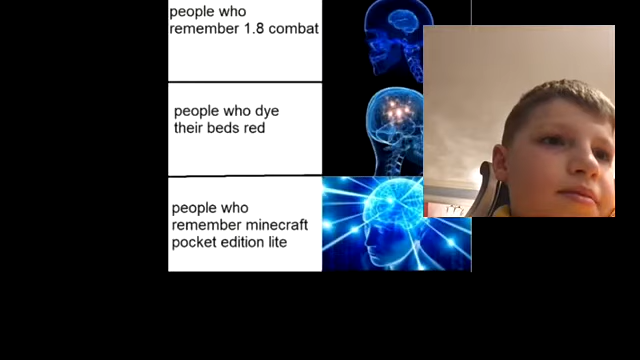 people who
remember 1.8 combat
people who dye
their beds red
people who
remember minecraft
pocket edition lite